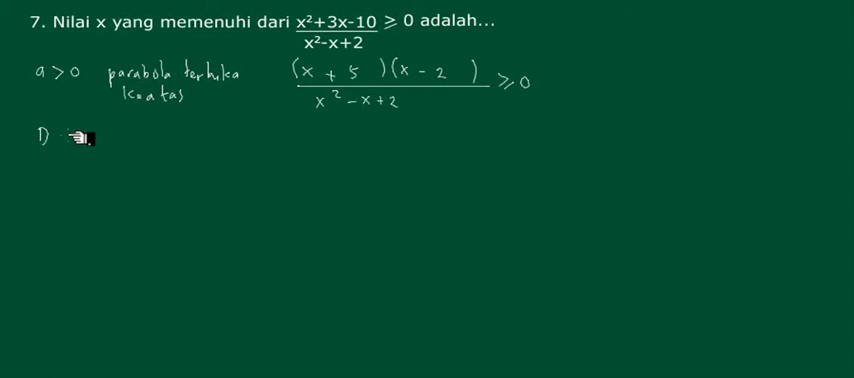 7. Nilai x yang memenuhi dari x²+3x-10 ⩾ 0 adalah...
x²-x+2
a > 0 parabola terbuka (x + 5 )(x - 2 ) ⩾ 0
ke atas x² - x + 2
D